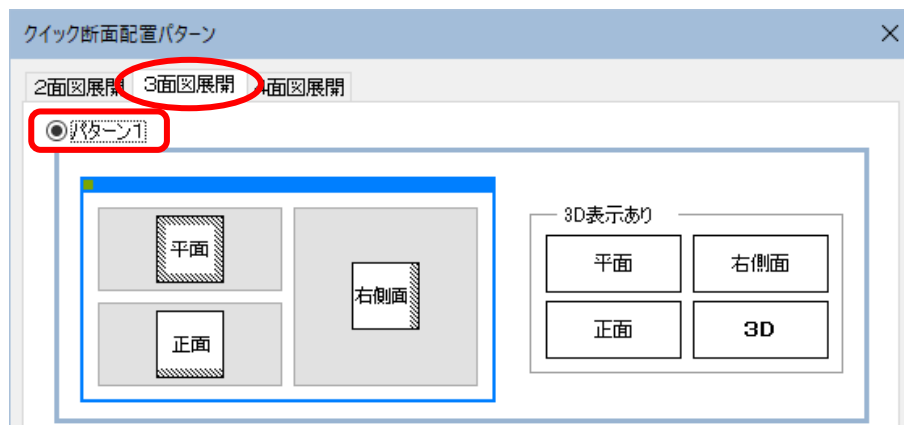 クイック断面配置パターン
2面図展開 3面図展開 4面図展開
パターン1
平面
正面
右側面
3D表示あり
平面 右側面
正面 3D